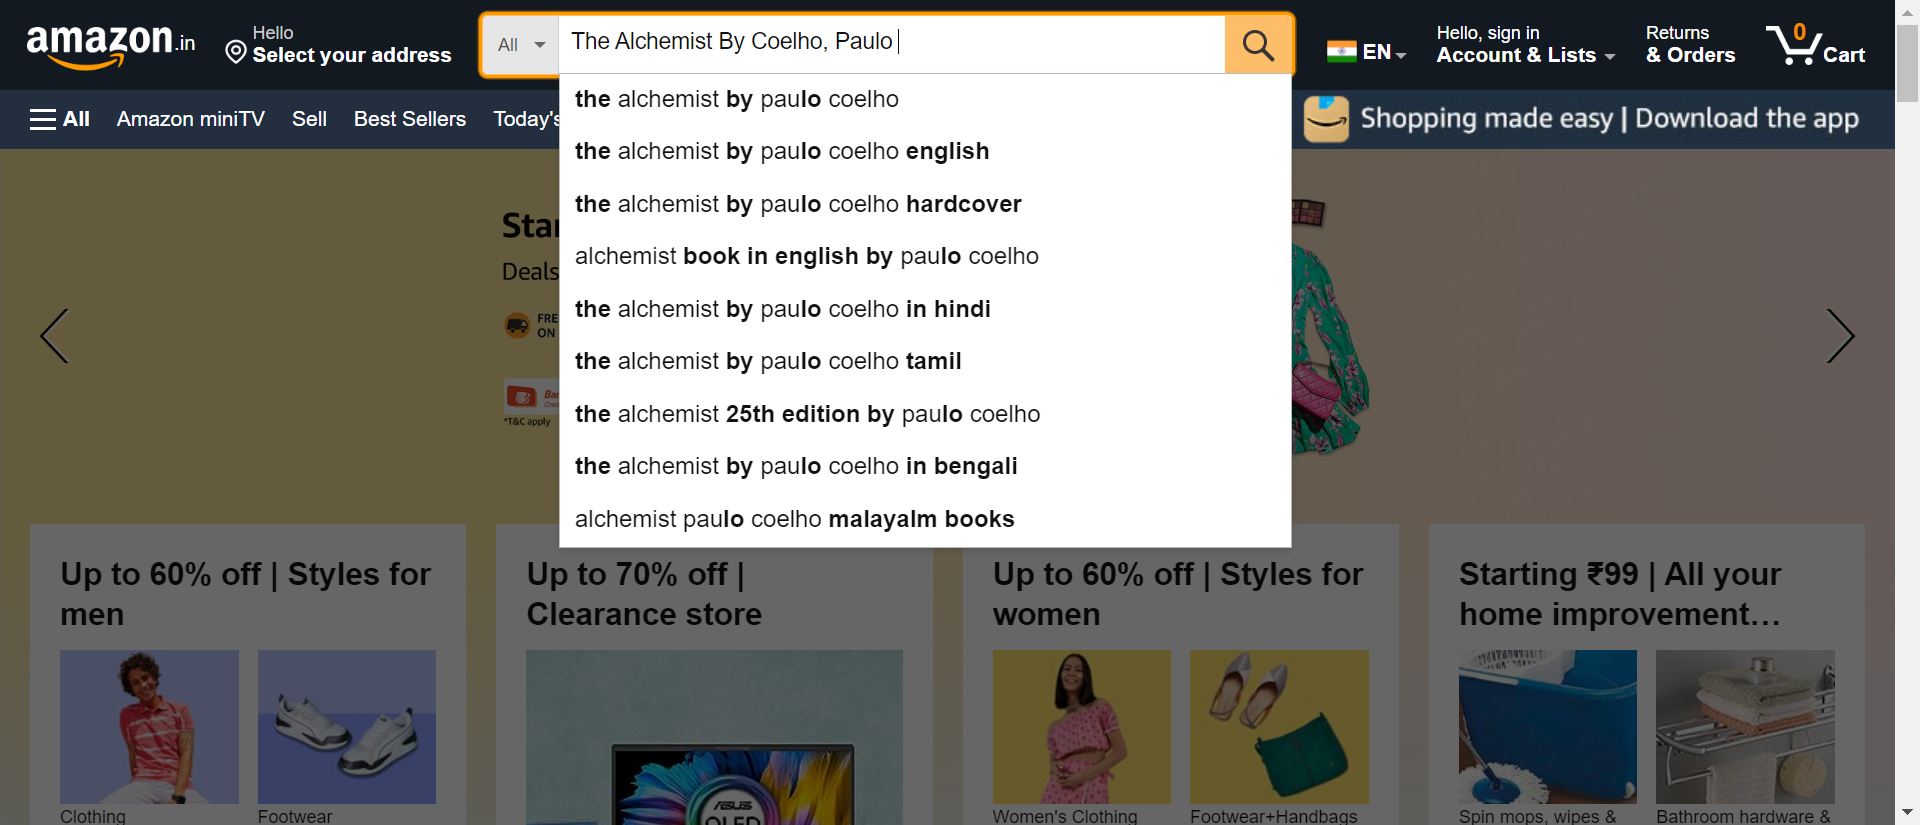 amazon.in
Hello
Select your address
All
The Alchemist By Coelho, Paulo
EN
Hello, sign in
Account & Lists
Returns
& Orders
0
Cart
All
Amazon miniTV
Sell
Best Sellers
Today's
Shopping made easy | Download the app
the alchemist by paulo coelho
the alchemist by paulo coelho english
the alchemist by paulo coelho hardcover
alchemist book in english by paulo coelho
the alchemist by paulo coelho in hindi
the alchemist by paulo coelho tamil
the alchemist 25th edition by paulo coelho
the alchemist by paulo coelho in bengali
alchemist paulo coelho malayalm books
Deals
FRE
ON
*T&C apply
Up to 60% off | Styles for
men
Clothing
Footwear
Up to 70% off |
Clearance store
ASUS
OLED
Up to 60% off | Styles for
women
Women's Clothing
Footwear+Handbags
Starting ₹99 | All your
home improvement…
Spin mops, wipes &
Bathroom hardware &